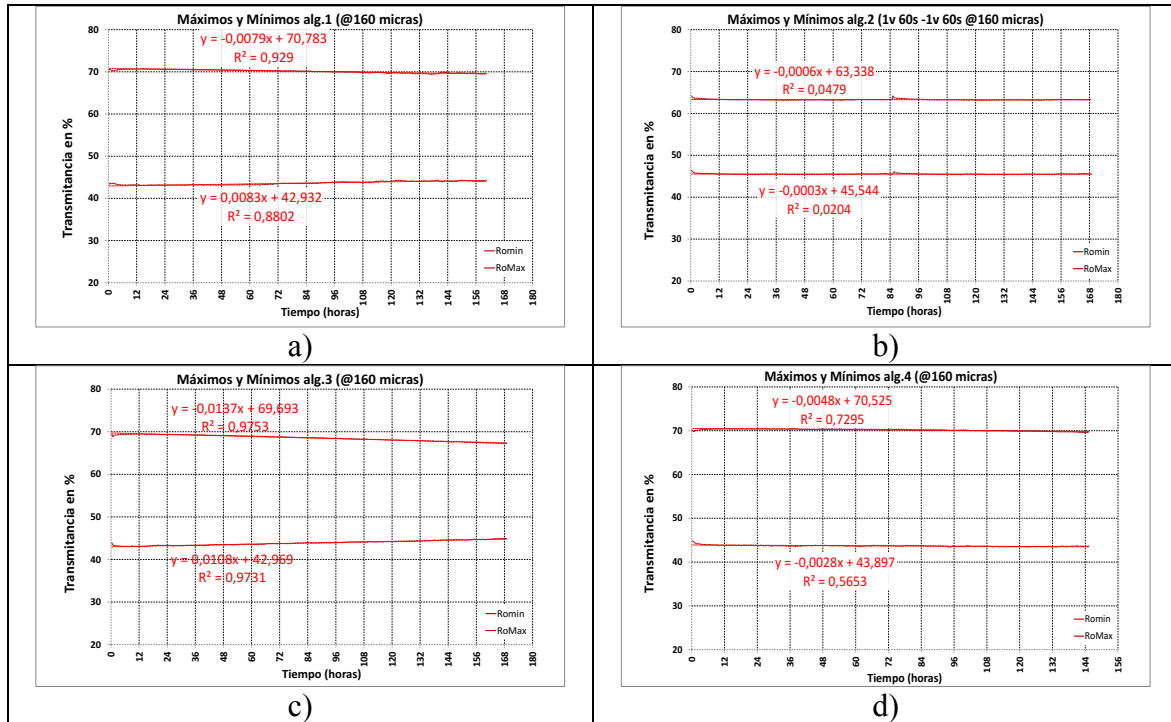 Máximos y Mínimos alg.1 (@160 micras)
y = -0,0079x + 70,783
R² = 0,929
y = 0,0083x + 42,932
R² = 0,8802
Transmitancia en %
80
70
60
50
40
30
20
Romin
RoMax
0 12 24 36 48 60 72 84 96 108 120 132 144 156 168 180
Tiempo (horas)
a)
Máximos y Mínimos alg.2 (1v 60s -1v 60s @160 micras)
y = -0,0006x + 63,338
R² = 0,0479
y = -0,0003x + 45,544
R² = 0,0204
Transmitancia en %
80
70
60
50
40
30
20
Romin
RoMax
0 12 24 36 48 60 72 84 96 108 120 132 144 156 168 180
Tiempo (horas)
b)
Máximos y Mínimos alg.3 (@160 micras)
y = -0,0137x + 69,693
R² = 0,9753
y = 0,0108x + 42,969
R² = 0,9731
Transmitancia en %
80
70
60
50
40
30
20
Romin
RoMax
0 12 24 36 48 60 72 84 96 108 120 132 144 156 168 180
Tiempo (horas)
c)
Máximos y Mínimos alg.4 (@160 micras)
y = -0,0048x + 70,525
R² = 0,7295
y = -0,0028x + 43,897
R² = 0,5653
Transmitancia en %
80
70
60
50
40
30
20
Romin
RoMax
0 12 24 36 48 60 72 84 96 108 120 132 144 156
Tiempo (horas)
d)